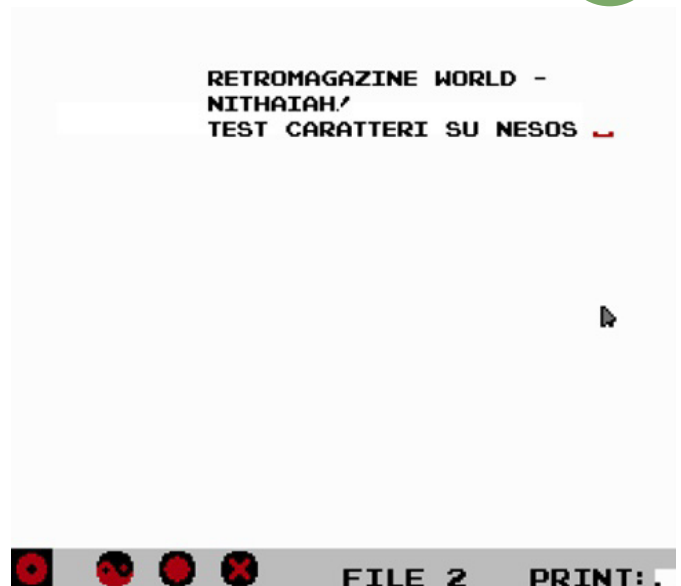 RETROMAGAZINE WORLD -
NITHAIAH!
TEST CARATTERI SU NESOS
FILE 2 PRINT:.